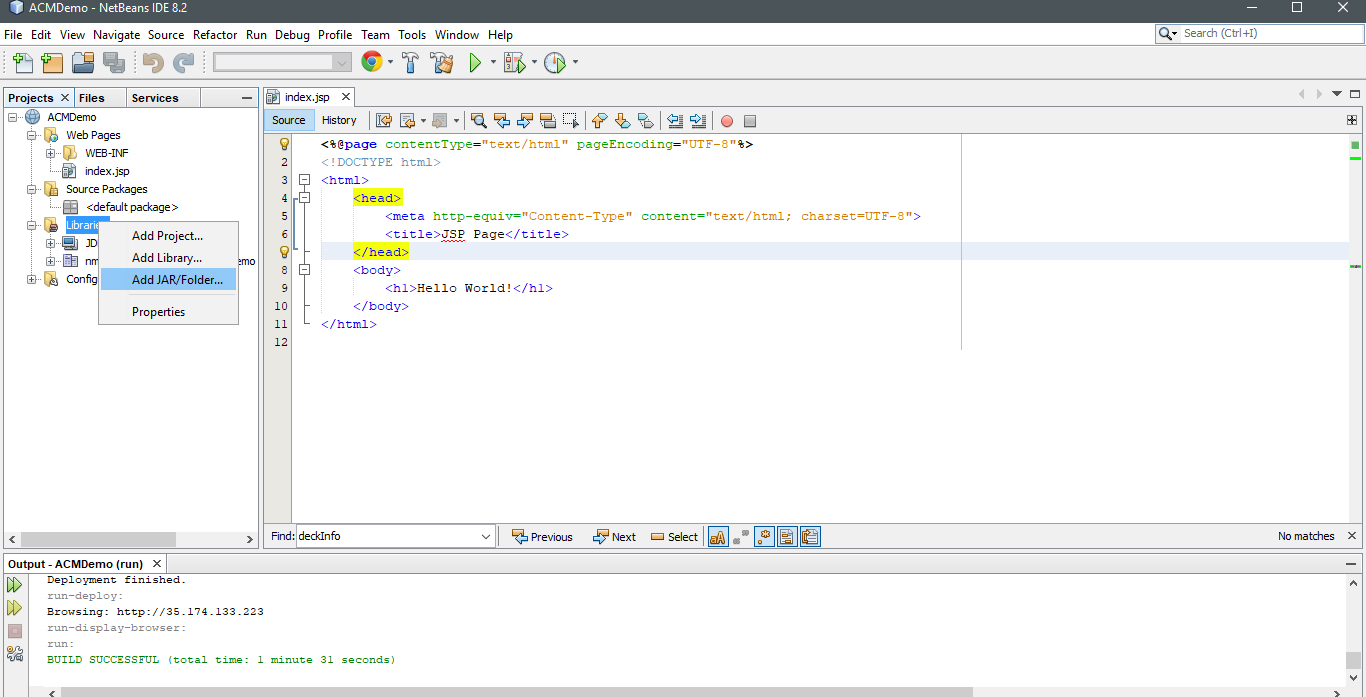 ACMDemo - NetBeans IDE 8.2
File Edit View Navigate Source Refactor Run Debug Profile Team Tools Window Help
Search (Ctrl+I)
Projects Files Services
ACMDemo
Web Pages
WEB-INF
index.jsp
Source Packages
<default package>
Librarie
JD
nm emo
Config
Add Project...
Add Library...
Add JAR/Folder...
Properties
index.jsp
Source History
<%@page contentType="text/html" pageEncoding="UTF-8"%>
2 <!DOCTYPE html>
3 <html>
4 <head>
5 <meta http-equiv="Content-Type" content="text/html; charset=UTF-8">
6 <title>JSP Page</title>
</head>
8 <body>
9 <h1>Hello World!</h1>
10 </body>
11 </html>
12
Find: deckInfo Previous Next Select aA No matches
Output - ACMDemo (run)
Deployment finished.
run-deploy:
Browsing: http://35.174.133.223
run-display-browser:
run:
BUILD SUCCESSFUL (total time: 1 minute 31 seconds)